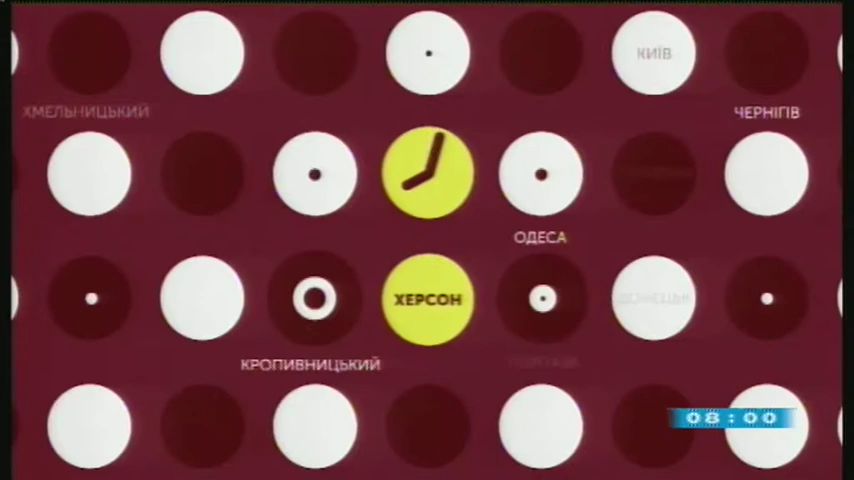 КИЇВ
ХМЕЛЬНИЦЬКИЙ
ЧЕРНІГІВ
ОДЕСА
ХЕРСОН
ДОНЕЦЬК
КРОПИВНИЦЬКИЙ
08:00